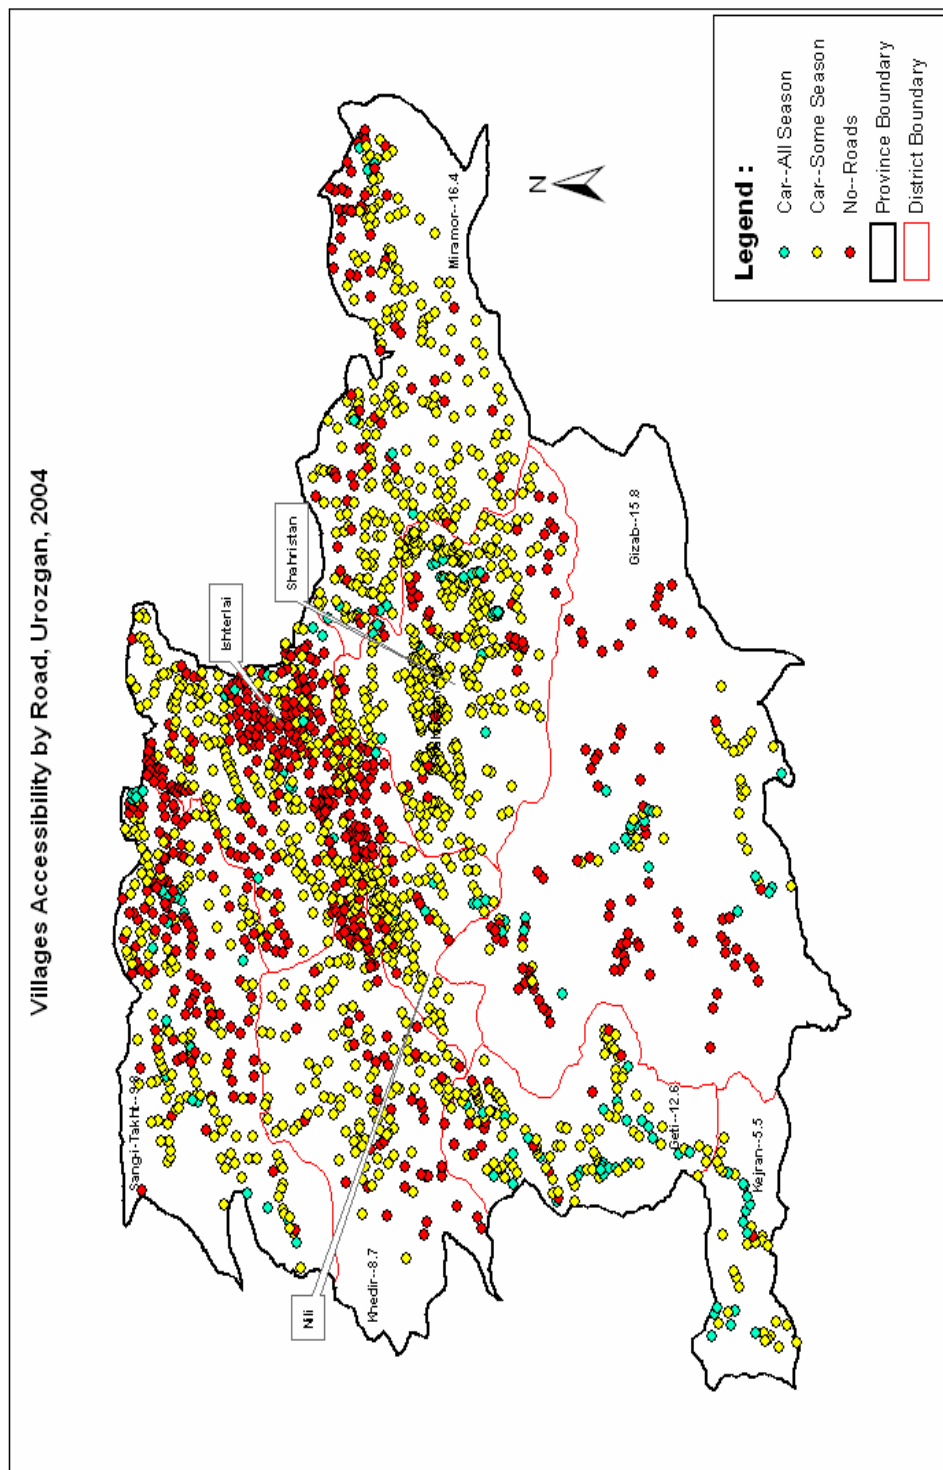 Villages Accessibility by Road, Urozgan, 2004
Ishterlai
Shahristan
Nili
Sang-i-Takht
Khedir--8.7
Miramor--16.4
Gizab--15.8
Geti--12.6
Kejran--5.5
N
Legend :
Car--All Season
Car--Some Season
No--Roads
Province Boundary
District Boundary